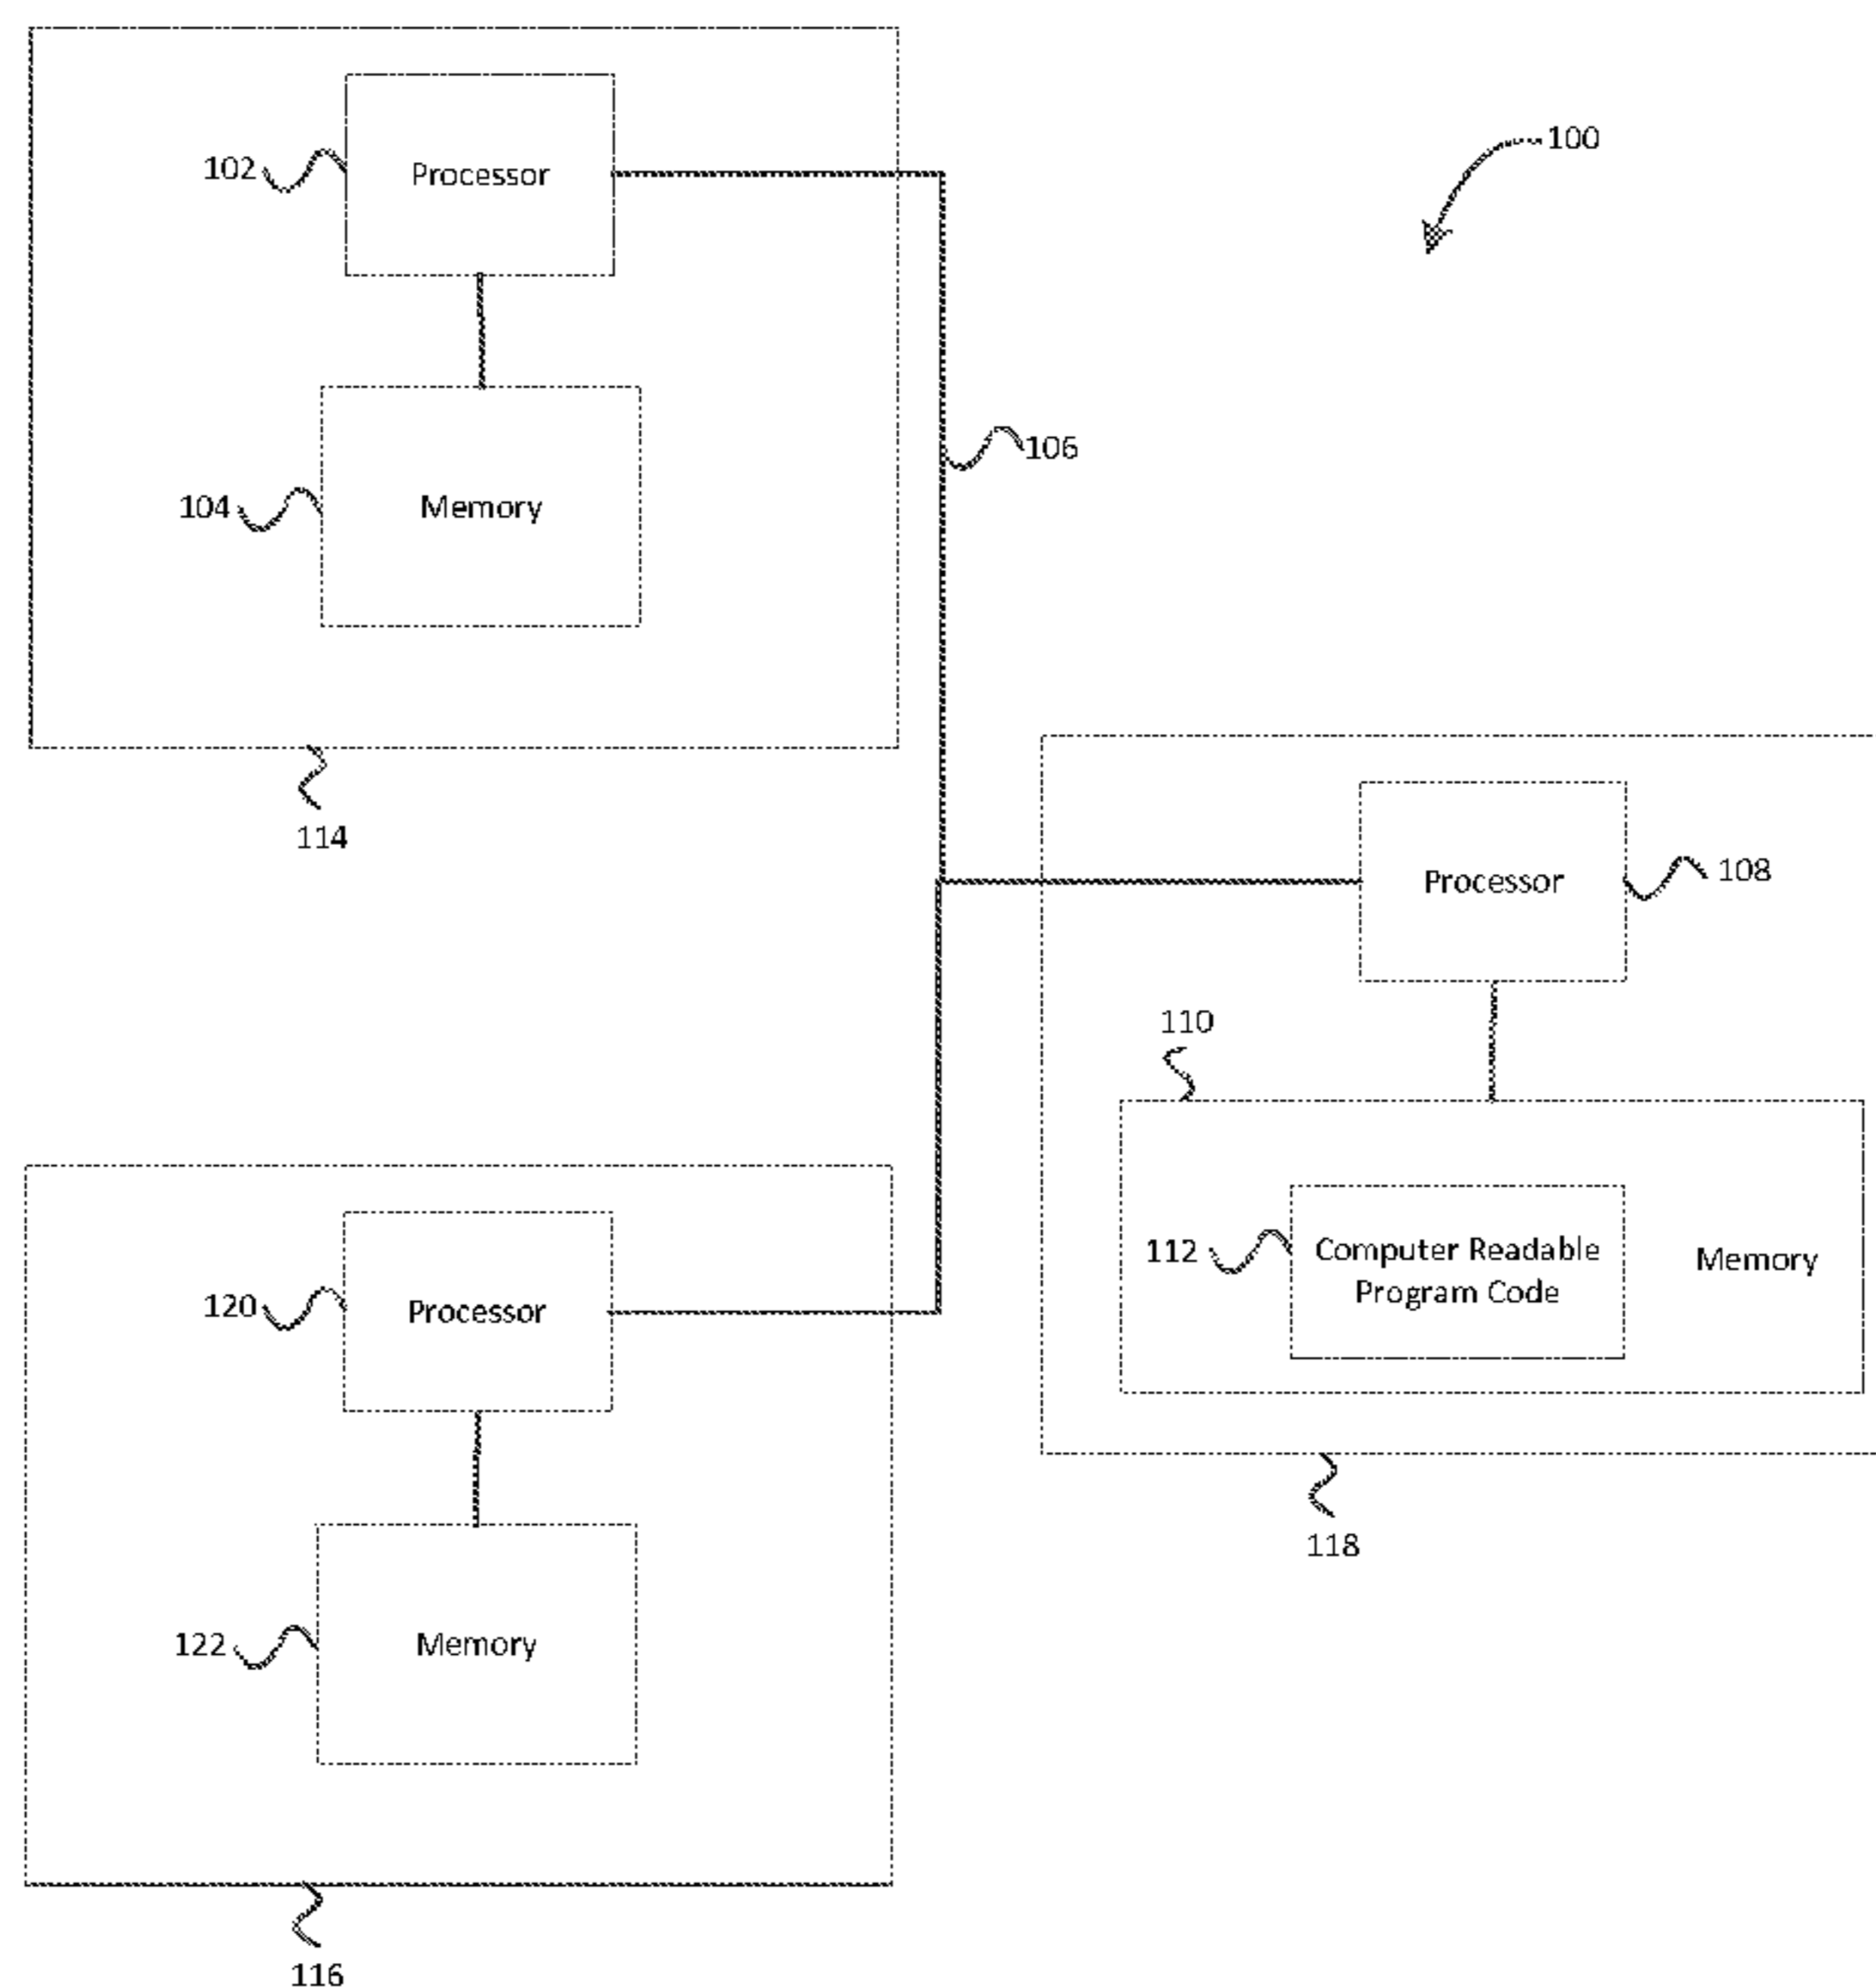 100
102
Processor
106
104
Memory
114
Processor
108
110
112
Computer Readable
Program Code
Memory
118
120
Processor
122
Memory
116